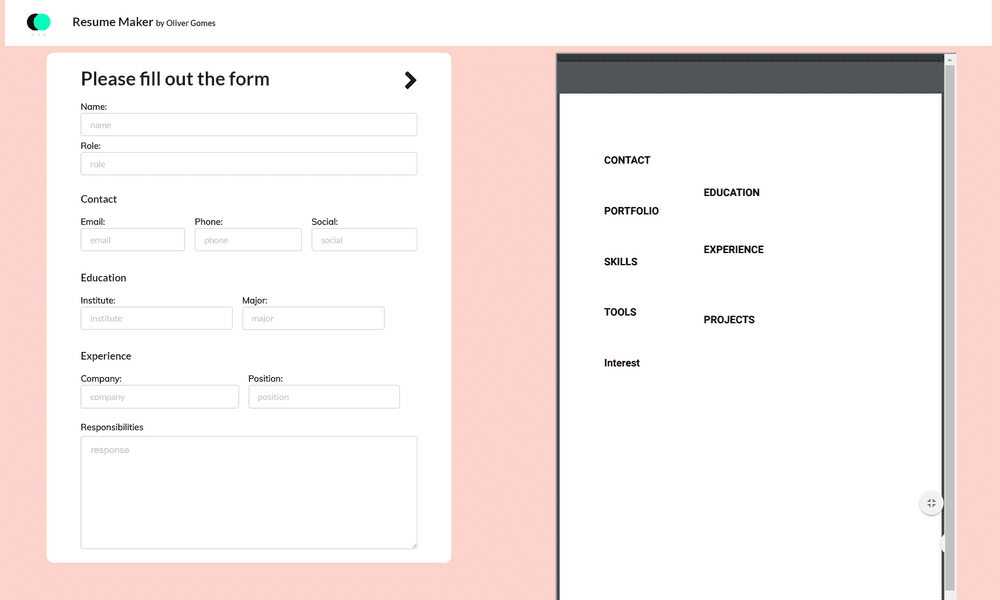 Resume Maker by Oliver Gomes
Please fill out the form
Name:
name
Role:
role
Contact
Email: Phone: Social:
email phone social
Education
Institute: Major:
institute major
Experience
Company: Position:
company position
Responsibilities
response
CONTACT
PORTFOLIO
SKILLS
TOOLS
Interest
EDUCATION
EXPERIENCE
PROJECTS